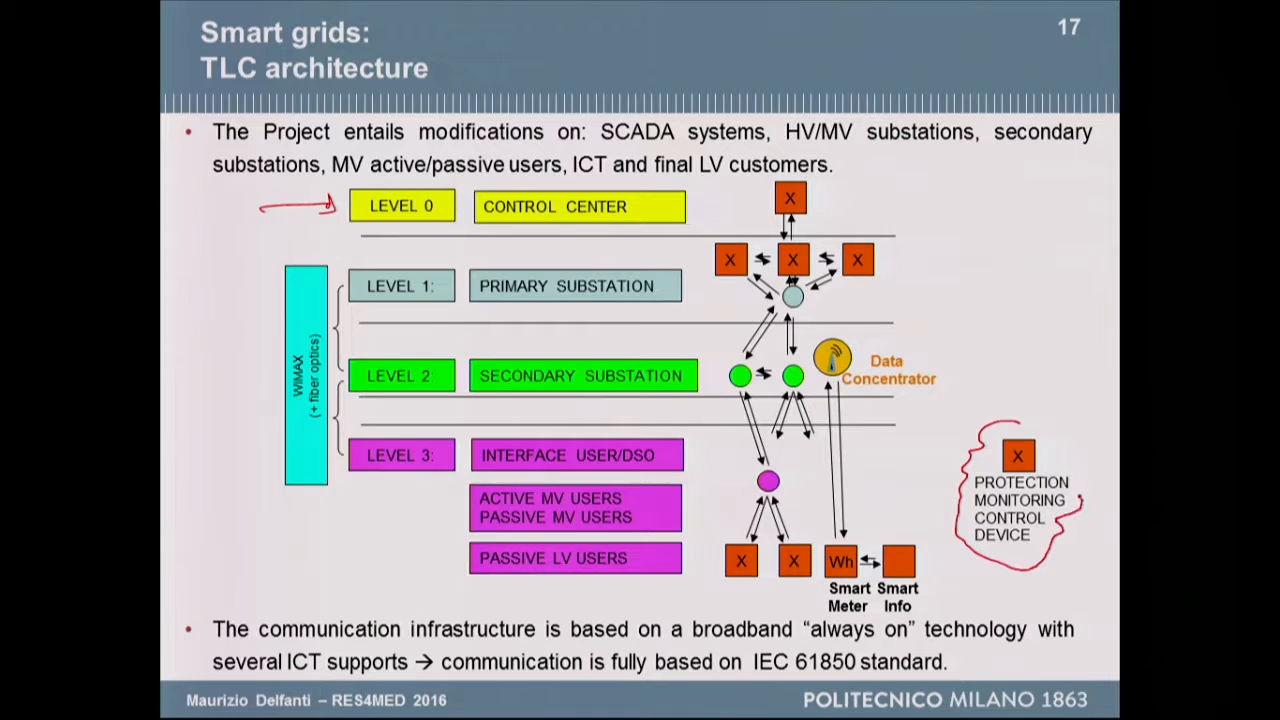 Smart grids:
17
TLC architecture
• The Project entails modifications on: SCADA systems, HV/MV substations, secondary
substations, MV active/passive users, ICT and final LV customers.
LEVEL 0
CONTROL CENTER
X
X
X
X
LEVEL 1:
PRIMARY SUBSTATION
WIMAX
(+ fiber optics)
LEVEL 2:
SECONDARY SUBSTATION
Data
Concentrator
LEVEL 3:
INTERFACE USER/DSO
X
PROTECTION
MONITORING
CONTROL
DEVICE
ACTIVE MV USERS
PASSIVE MV USERS
PASSIVE LV USERS
X
X
Wh
Smart
Meter
Smart
Info
• The communication infrastructure is based on a broadband “always on” technology with
several ICT supports → communication is fully based on IEC 61850 standard.
Maurizio Delfanti – RES4MED 2016
POLITECNICO MILANO 1863